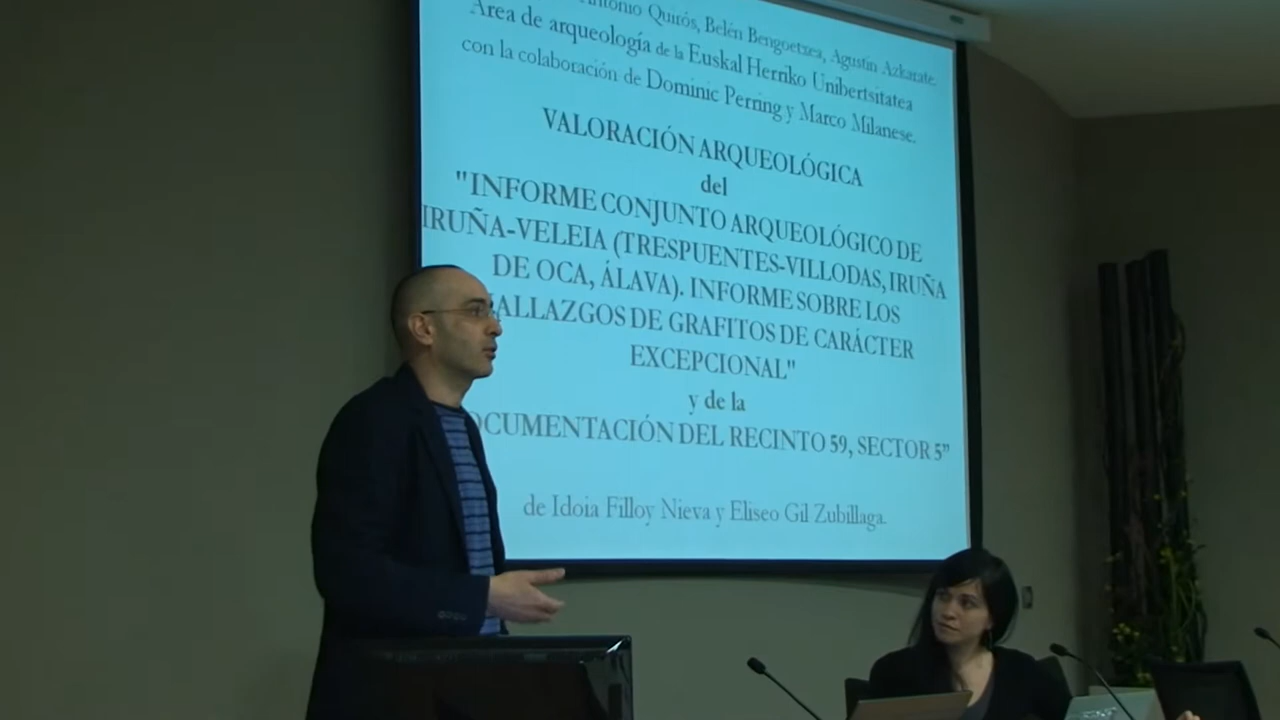 Antonio Quirós, Belén Bengoetxea, Agustin Azkarate.
Área de arqueología de la Euskal Herriko Unibertsitatea
con la colaboración de Dominic Perring y Marco Milanese.
VALORACIÓN ARQUEOLÓGICA
del
"INFORME CONJUNTO ARQUEOLÓGICO DE
IRUÑA-VELEIA (TRESPUENTES-VILLODAS, IRUÑA
DE OCA, ÁLAVA). INFORME SOBRE LOS
ALLAZGOS DE GRAFITOS DE CARÁCTER
EXCEPCIONAL"
y de la
OCUMENTACIÓN DEL RECINTO 59, SECTOR 5”
de Idoia Filloy Nieva y Eliseo Gil Zubillaga.